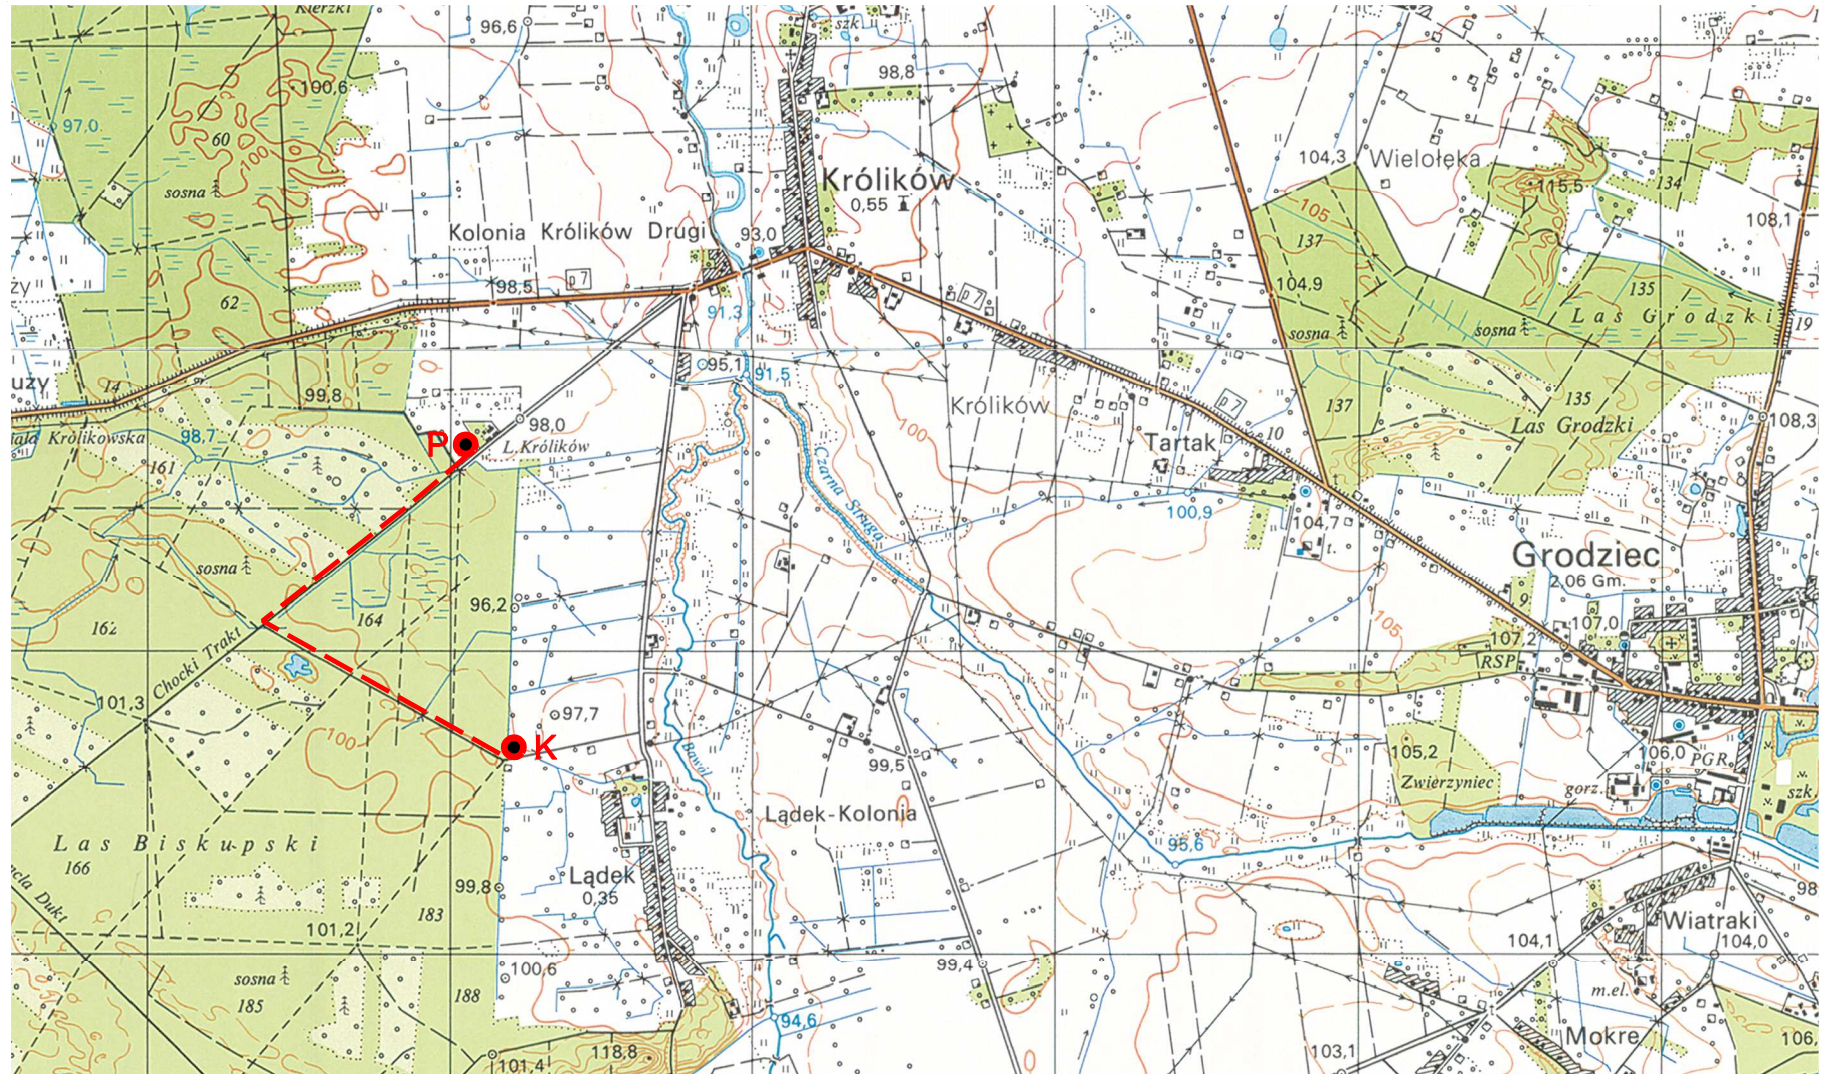 Kierzki
96,6
szk.
98,8
100,6
97,0
60
100
sosna
104,3
Wielołęka
115,5
134
Królików
0,55
105
137
108,1
Kolonia Królików Drugi
93,0
p 7
98,5
62
91,3
104,9
135
Las Grodzki
sosna
sosna
19
p 7
95,1
91,5
uży
14
99,8
p 7
137
135
Las Grodzki
108,3
Królików
100
Tartak
10
98,0
P
L.Królików
Królikowska
98,7
161
Czarna Struga
100,9
104,7
t.
Grodziec
2,06 Gm.
sosna
96,2
9
162
164
105
107,2
107,0
RSP
Chocki Trakt
101,3
97,7
100
K
Bawół
99,5
105,2
106,0
PGR
Zwierzyniec
gorz.
szk.
Lądek-Kolonia
Las Biskupski
166
95,6
99,8
Lądek
0,35
183
98
Dukt
101,2
Wiatraki
104,1
104,0
sosna
185
100,6
188
99,4
m.el.
94,6
Mokre
106,
101,4
118,8
103,1